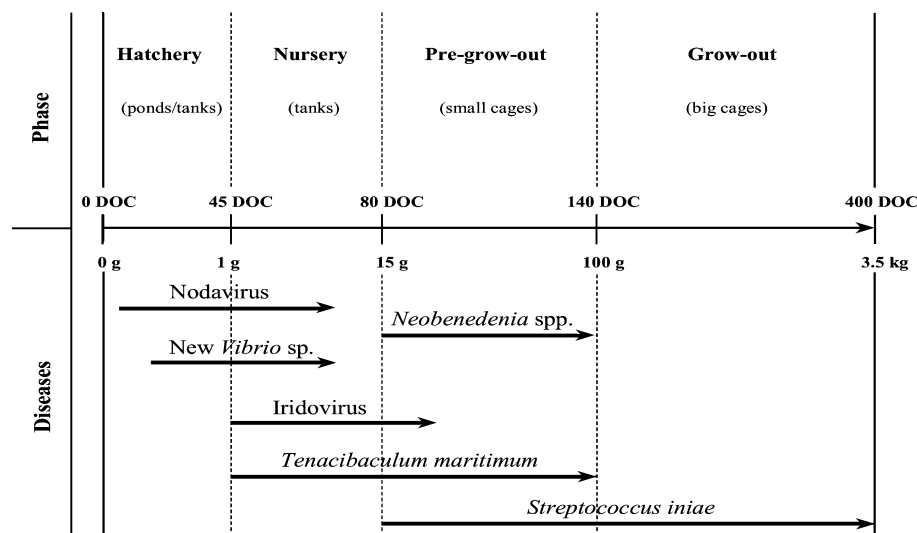 Phase
Hatchery Nursery Pre-grow-out Grow-out
(ponds/tanks) (tanks) (small cages) (big cages)
0 DOC 45 DOC 80 DOC 140 DOC 400 DOC
0 g 1 g 15 g 100 g 3.5 kg
Diseases
Nodavirus
Neobenedenia spp.
New Vibrio sp.
Iridovirus
Tenacibaculum maritimum
Streptococcus iniae